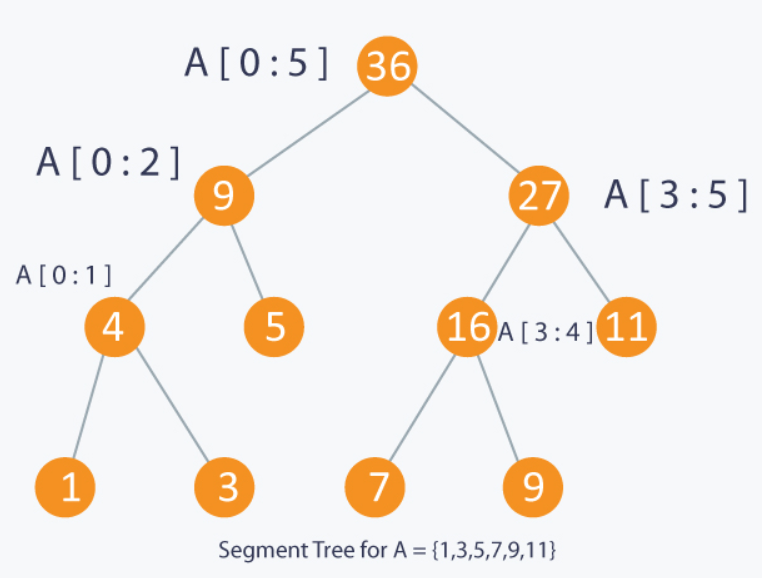 A [ 0 : 5 ] 36
A [ 0 : 2 ] 9 27 A [ 3 : 5 ]
A [ 0 : 1 ]
4 5 16 A [ 3 : 4 ] 11
1 3 7 9
Segment Tree for A = {1,3,5,7,9,11}